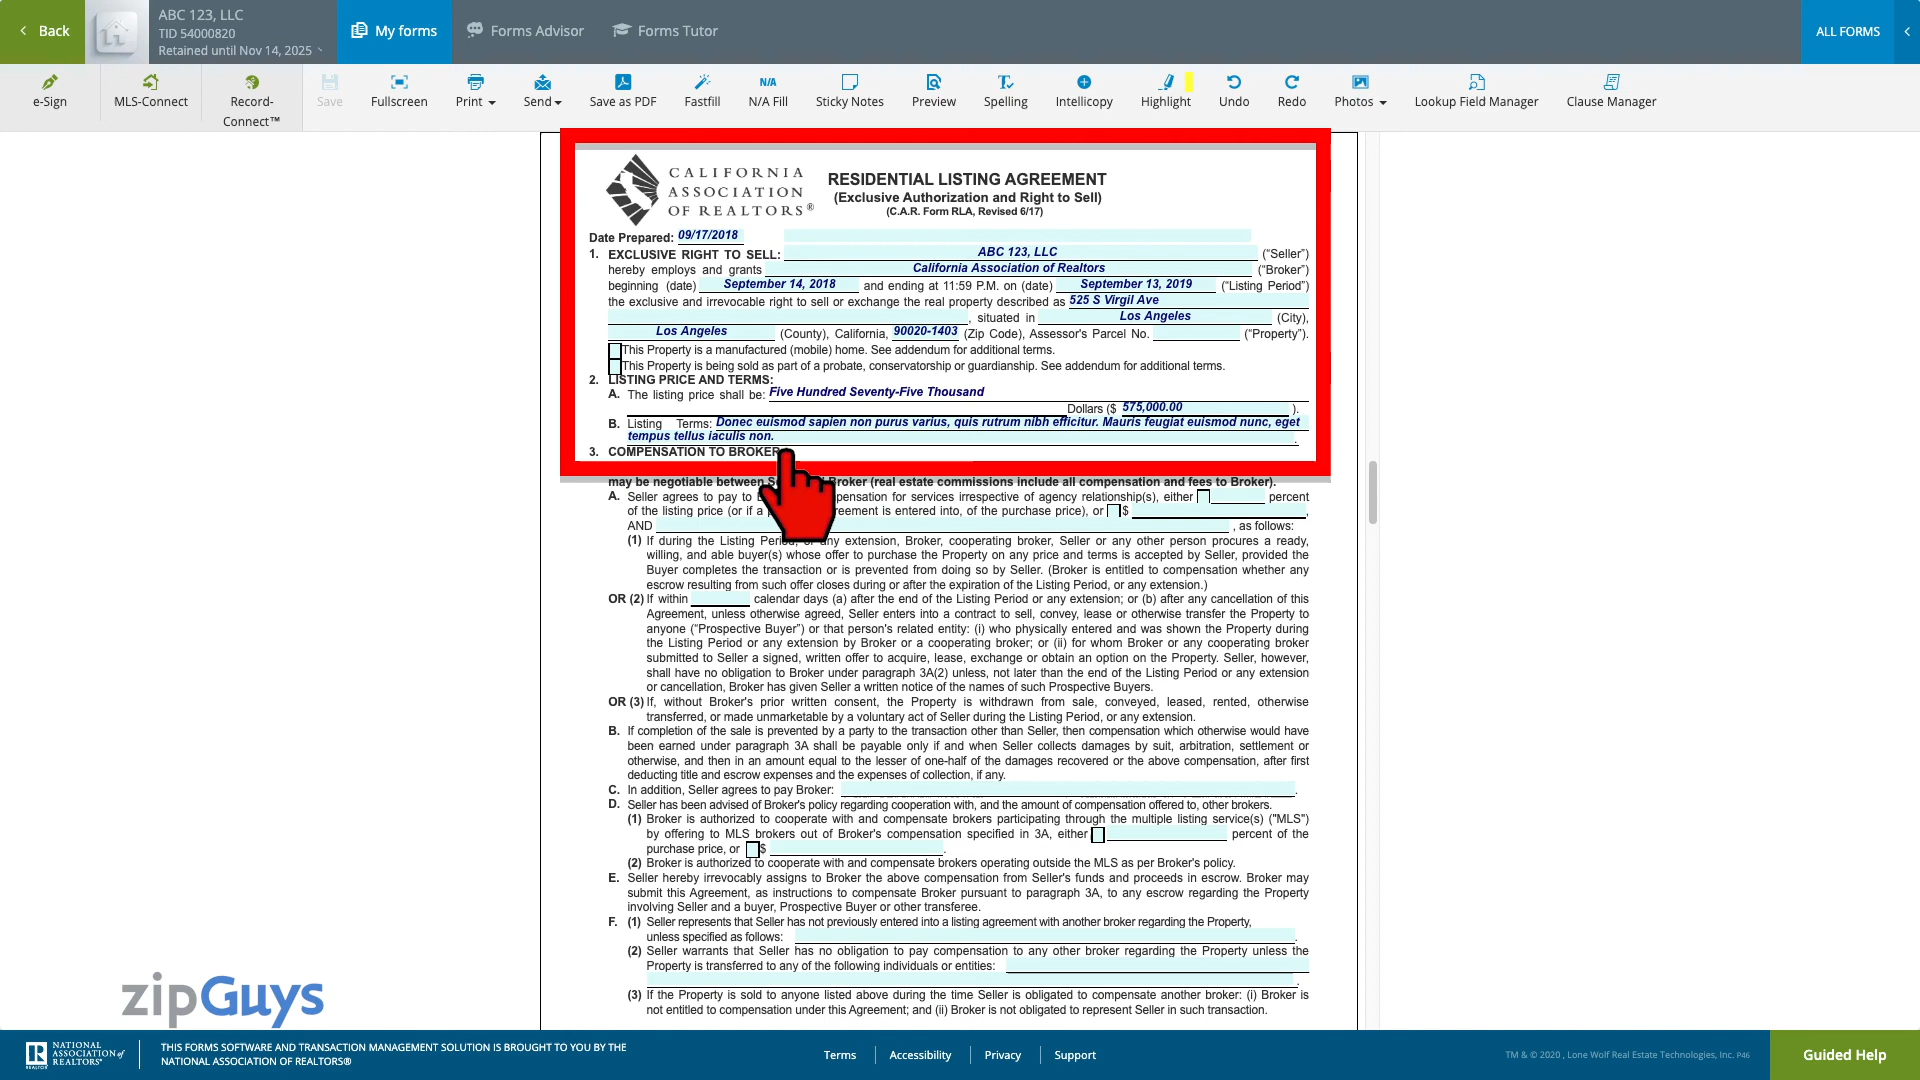 Back
ABC 123, LLC
TID 54000820
Retained until Nov 14, 2025
My forms
Forms Advisor
Forms Tutor
ALL FORMS
e-Sign
MLS-Connect
Record-
Connect™
Save
Fullscreen
Print
Send
Save as PDF
Fastfill
N/A
N/A Fill
Sticky Notes
Preview
Spelling
Intellicopy
Highlight
Undo
Redo
Photos
Lookup Field Manager
Clause Manager
CALIFORNIA
ASSOCIATION
OF REALTORS®
RESIDENTIAL LISTING AGREEMENT
(Exclusive Authorization and Right to Sell)
(C.A.R. Form RLA, Revised 6/17)
Date Prepared: 09/17/2018
1. EXCLUSIVE RIGHT TO SELL: ABC 123, LLC (“Seller”)
hereby employs and grants California Association of Realtors (“Broker”)
beginning (date) September 14, 2018 and ending at 11:59 P.M. on (date) September 13, 2019 (“Listing Period”)
the exclusive and irrevocable right to sell or exchange the real property described as 525 S Virgil Ave
, situated in Los Angeles (City),
Los Angeles (County), California, 90020-1403 (Zip Code), Assessor's Parcel No. (“Property”).
This Property is a manufactured (mobile) home. See addendum for additional terms.
This Property is being sold as part of a probate, conservatorship or guardianship. See addendum for additional terms.
2. LISTING PRICE AND TERMS:
A. The listing price shall be: Five Hundred Seventy-Five Thousand
Dollars ($ 575,000.00 ).
B. Listing Terms: Donec euismod sapien non purus varius, quis rutrum nibh efficitur. Mauris feugiat euismod nunc, eget
tempus tellus iaculis non. .
3. COMPENSATION TO BROKER
may be negotiable between Broker (real estate commissions include all compensation and fees to Broker).
A. Seller agrees to pay to compensation for services irrespective of agency relationship(s), either percent
of the listing price (or if a agreement is entered into, of the purchase price), or $ ,
AND , as follows:
(1) If during the Listing Period, or any extension, Broker, cooperating broker, Seller or any other person procures a ready,
willing, and able buyer(s) whose offer to purchase the Property on any price and terms is accepted by Seller, provided the
Buyer completes the transaction or is prevented from doing so by Seller. (Broker is entitled to compensation whether any
escrow resulting from such offer closes during or after the expiration of the Listing Period, or any extension.)
OR (2) If within calendar days (a) after the end of the Listing Period or any extension; or (b) after any cancellation of this
Agreement, unless otherwise agreed, Seller enters into a contract to sell, convey, lease or otherwise transfer the Property to
anyone (“Prospective Buyer”) or that person's related entity: (i) who physically entered and was shown the Property during
the Listing Period or any extension by Broker or a cooperating broker; or (ii) for whom Broker or any cooperating broker
submitted to Seller a signed, written offer to acquire, lease, exchange or obtain an option on the Property. Seller, however,
shall have no obligation to Broker under paragraph 3A(2) unless, not later than the end of the Listing Period or any extension
or cancellation, Broker has given Seller a written notice of the names of such Prospective Buyers.
OR (3) If, without Broker's prior written consent, the Property is withdrawn from sale, conveyed, leased, rented, otherwise
transferred, or made unmarketable by a voluntary act of Seller during the Listing Period, or any extension.
B. If completion of the sale is prevented by a party to the transaction other than Seller, then compensation which otherwise would have
been earned under paragraph 3A shall be payable only if and when Seller collects damages by suit, arbitration, settlement or
otherwise, and then in an amount equal to the lesser of one-half of the damages recovered or the above compensation, after first
deducting title and escrow expenses and the expenses of collection, if any.
C. In addition, Seller agrees to pay Broker: .
D. Seller has been advised of Broker's policy regarding cooperation with, and the amount of compensation offered to, other brokers.
(1) Broker is authorized to cooperate with and compensate brokers participating through the multiple listing service(s) ("MLS")
by offering to MLS brokers out of Broker's compensation specified in 3A, either percent of the
purchase price, or $ .
(2) Broker is authorized to cooperate with and compensate brokers operating outside the MLS as per Broker's policy.
E. Seller hereby irrevocably assigns to Broker the above compensation from Seller's funds and proceeds in escrow. Broker may
submit this Agreement, as instructions to compensate Broker pursuant to paragraph 3A, to any escrow regarding the Property
involving Seller and a buyer, Prospective Buyer or other transferee.
F. (1) Seller represents that Seller has not previously entered into a listing agreement with another broker regarding the Property,
unless specified as follows: .
(2) Seller warrants that Seller has no obligation to pay compensation to any other broker regarding the Property unless the
Property is transferred to any of the following individuals or entities:
.
(3) If the Property is sold to anyone listed above during the time Seller is obligated to compensate another broker: (i) Broker is
not entitled to compensation under this Agreement; and (ii) Broker is not obligated to represent Seller in such transaction.
zipGuys
NATIONAL
ASSOCIATION of
REALTORS®
REALTOR
THIS FORMS SOFTWARE AND TRANSACTION MANAGEMENT SOLUTION IS BROUGHT TO YOU BY THE
NATIONAL ASSOCIATION OF REALTORS®
Terms
Accessibility
Privacy
Support
TM & © 2020 , Lone Wolf Real Estate Technologies, Inc. P46
Guided Help